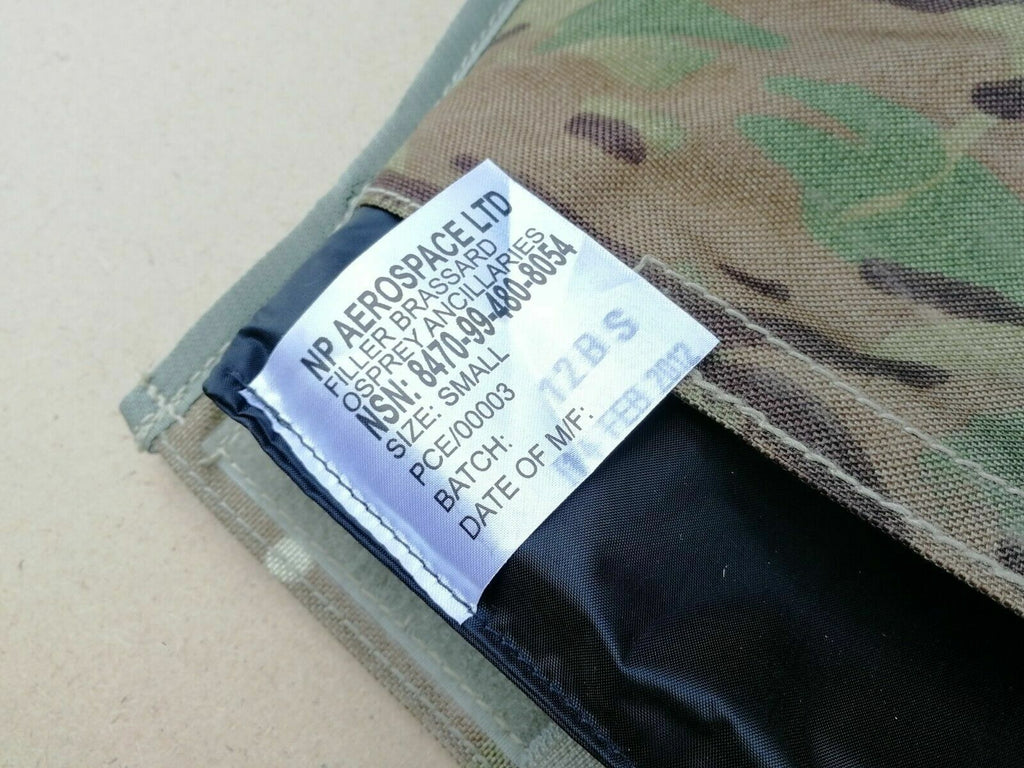 NP AEROSPACE LTD
FILLER BRASSARD
OSPREY ANCILLARIES
NSN: 8470-99-480-8054
SIZE: SMALL
PCE/00003
BATCH: 12B-S
DATE OF M/F: FEB 2012